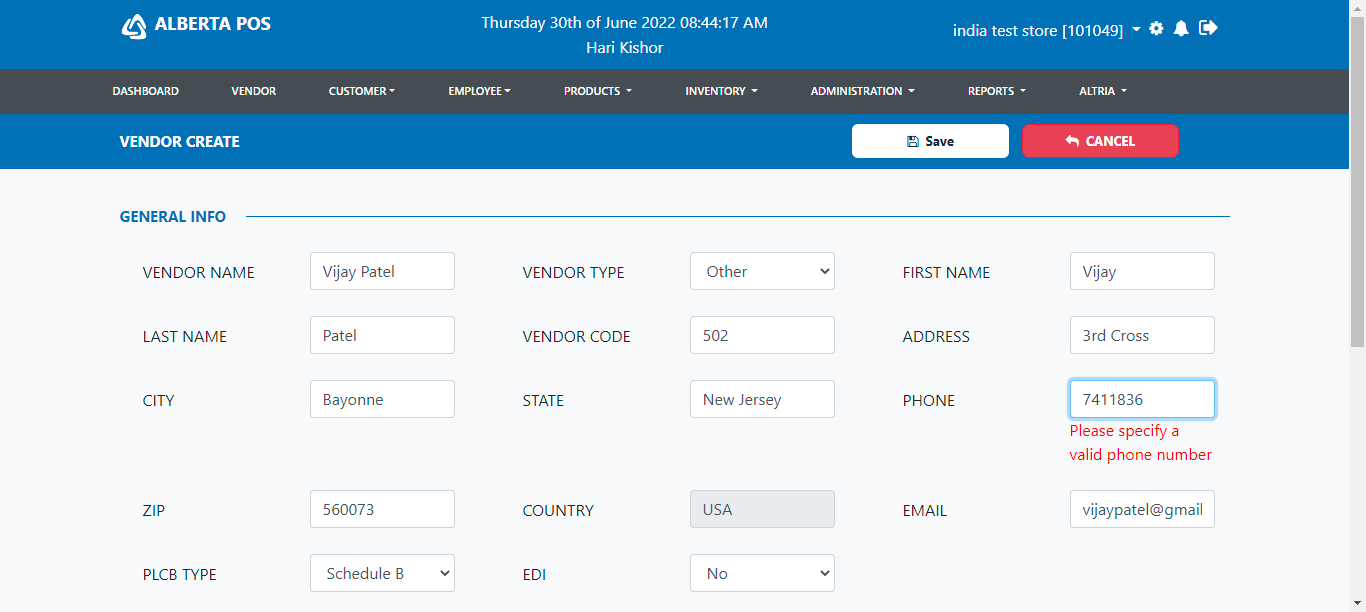 ALBERTA POS
Thursday 30th of June 2022 08:44:17 AM
Hari Kishor
india test store [101049]
DASHBOARD VENDOR CUSTOMER EMPLOYEE PRODUCTS INVENTORY ADMINISTRATION REPORTS ALTRIA
VENDOR CREATE Save CANCEL
GENERAL INFO
VENDOR NAME Vijay Patel VENDOR TYPE Other FIRST NAME Vijay
LAST NAME Patel VENDOR CODE 502 ADDRESS 3rd Cross
CITY Bayonne STATE New Jersey PHONE 7411836
Please specify a
valid phone number
ZIP 560073 COUNTRY USA EMAIL vijaypatel@gmail
PLCB TYPE Schedule B EDI No